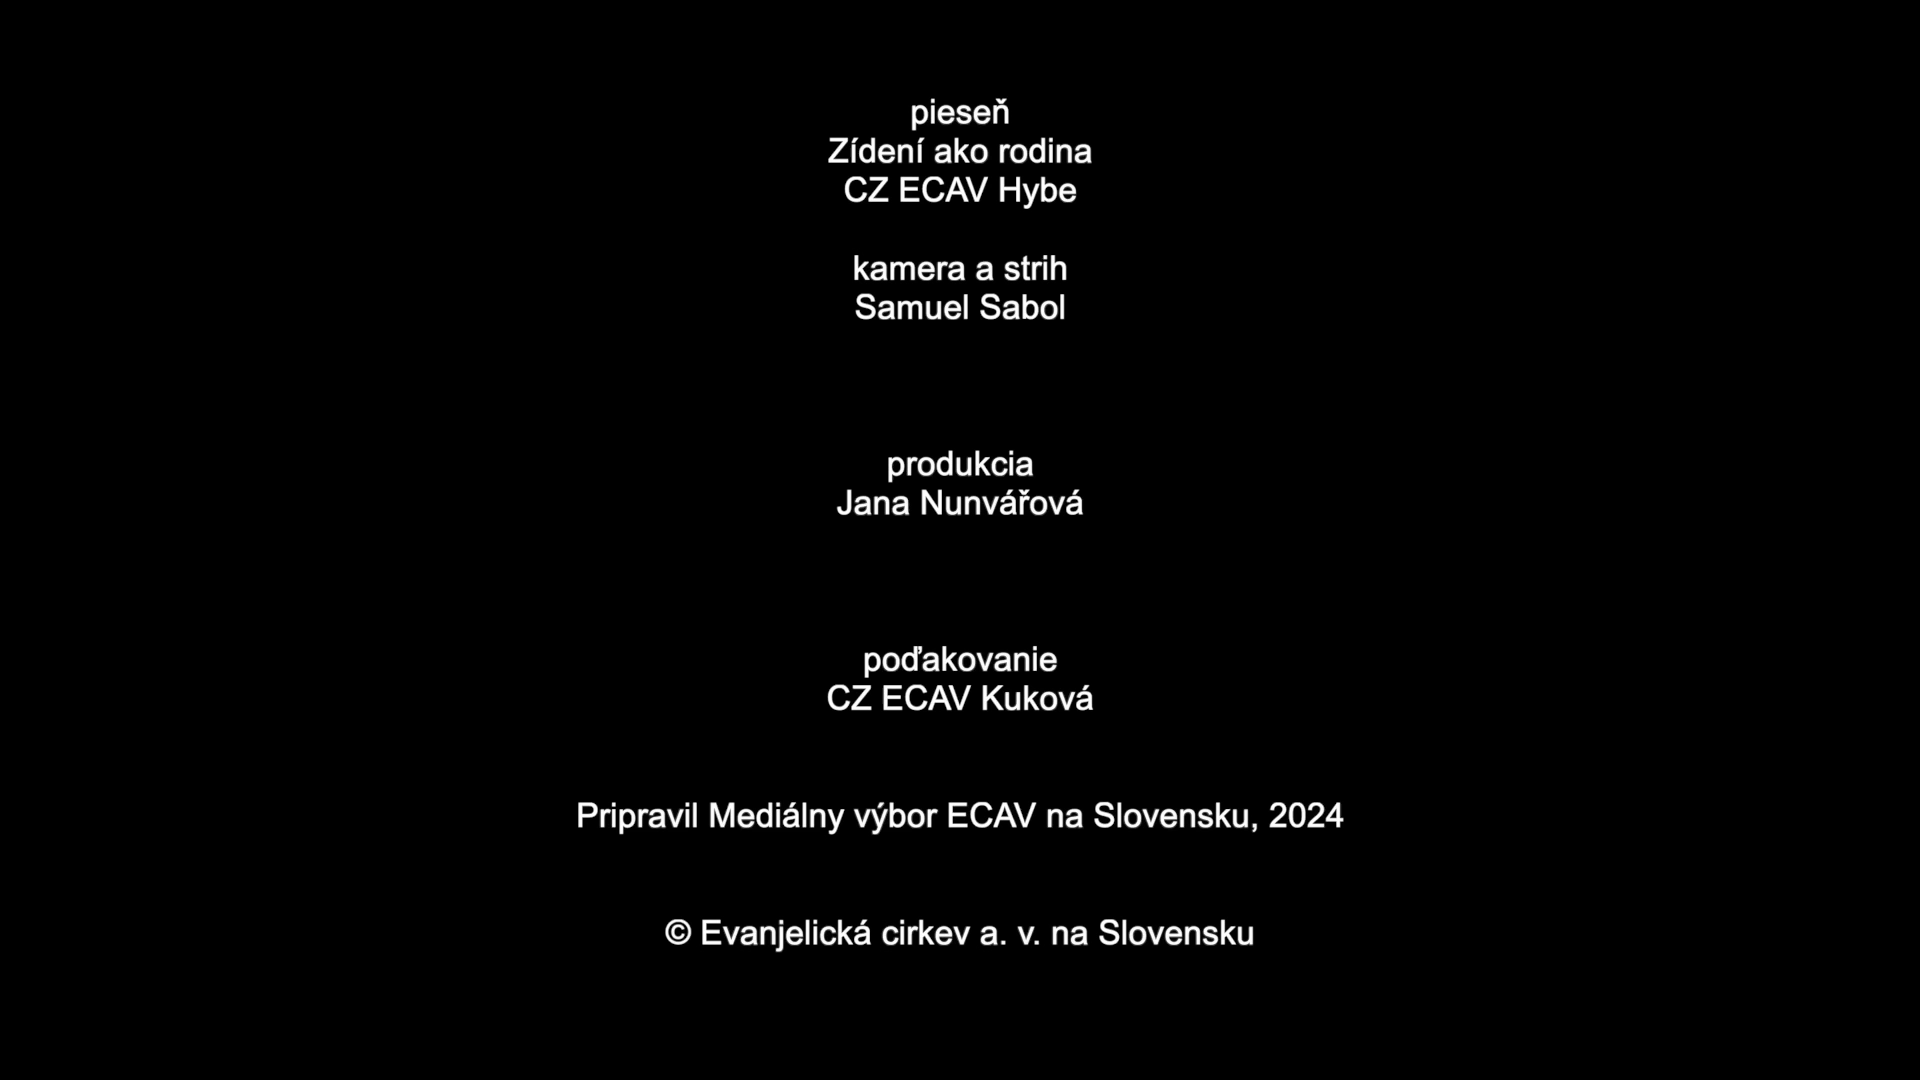 pieseň
Zídení ako rodina
CZ ECAV Hybe
kamera a strih
Samuel Sabol
produkcia
Jana Nunvářová
poďakovanie
CZ ECAV Kuková
Pripravil Mediálny výbor ECAV na Slovensku, 2024
© Evanjelická cirkev a. v. na Slovensku